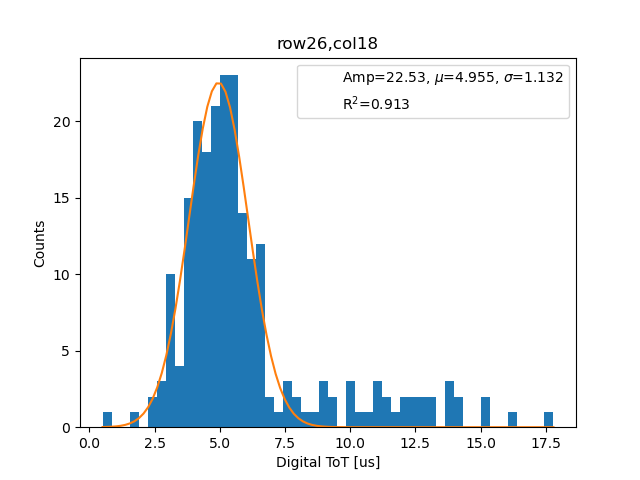 row26,col18
Amp=22.53, μ=4.955, σ=1.132
R²=0.913
Counts
20
15
10
5
0
0.0 2.5 5.0 7.5 10.0 12.5 15.0 17.5
Digital ToT [us]